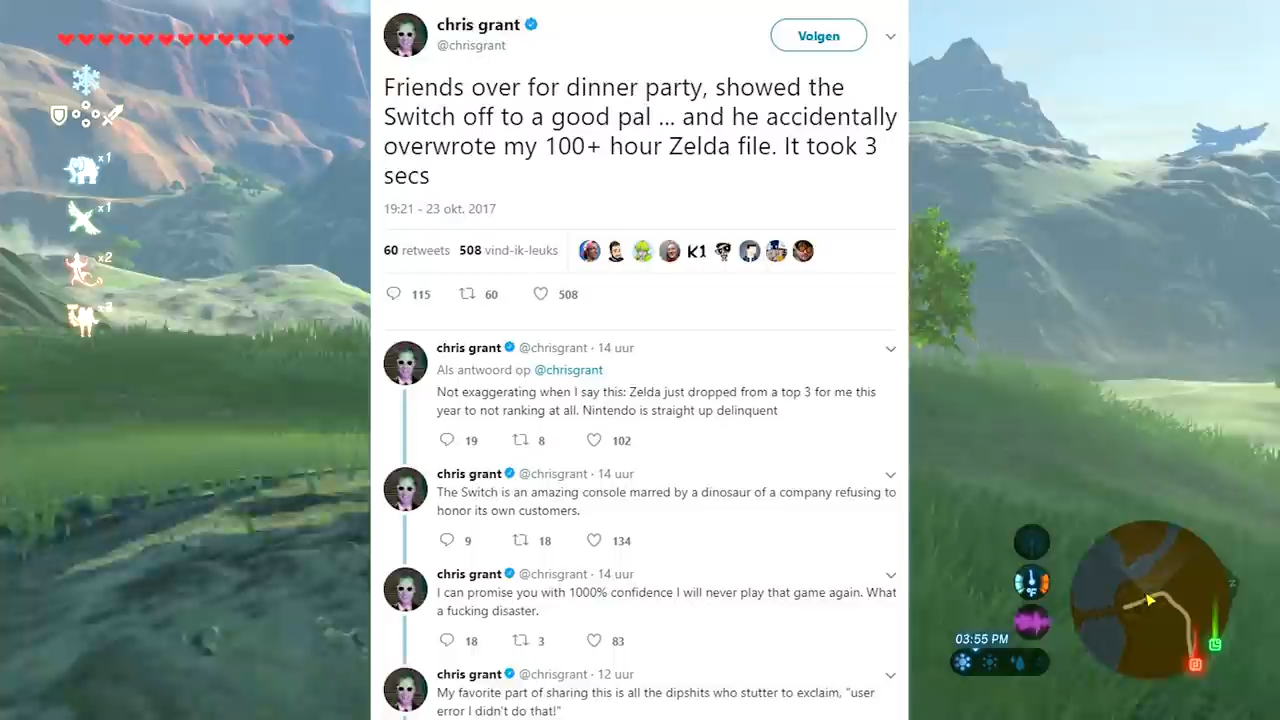 chris grant
@chrisgrant
Volgen
Friends over for dinner party, showed the
Switch off to a good pal ... and he accidentally
overwrote my 100+ hour Zelda file. It took 3
secs
19:21 - 23 okt. 2017
60 retweets 508 vind-ik-leuks
K1
115 60 508
chris grant @chrisgrant · 14 uur
Als antwoord op @chrisgrant
Not exaggerating when I say this: Zelda just dropped from a top 3 for me this
year to not ranking at all. Nintendo is straight up delinquent
19 8 102
chris grant @chrisgrant · 14 uur
The Switch is an amazing console marred by a dinosaur of a company refusing to
honor its own customers.
9 18 134
chris grant @chrisgrant · 14 uur
I can promise you with 1000% confidence I will never play that game again. What
a fucking disaster.
18 3 83
chris grant @chrisgrant · 12 uur
My favorite part of sharing this is all the dipshits who stutter to exclaim, "user
error I didn't do that!"
x1
x1
x2
°F
N
03:55 PM